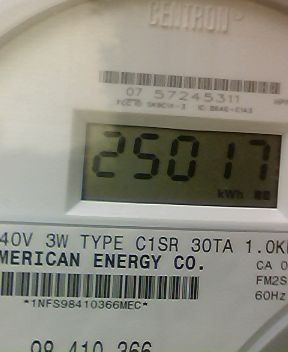 CENTRON®
07 57245311
25017
kWh
40V 3W TYPE C1SR 30TA 1.0K
MERICAN ENERGY CO.
CA 0
FM2S
60Hz
*1NFS98410366MEC*
98 410 366